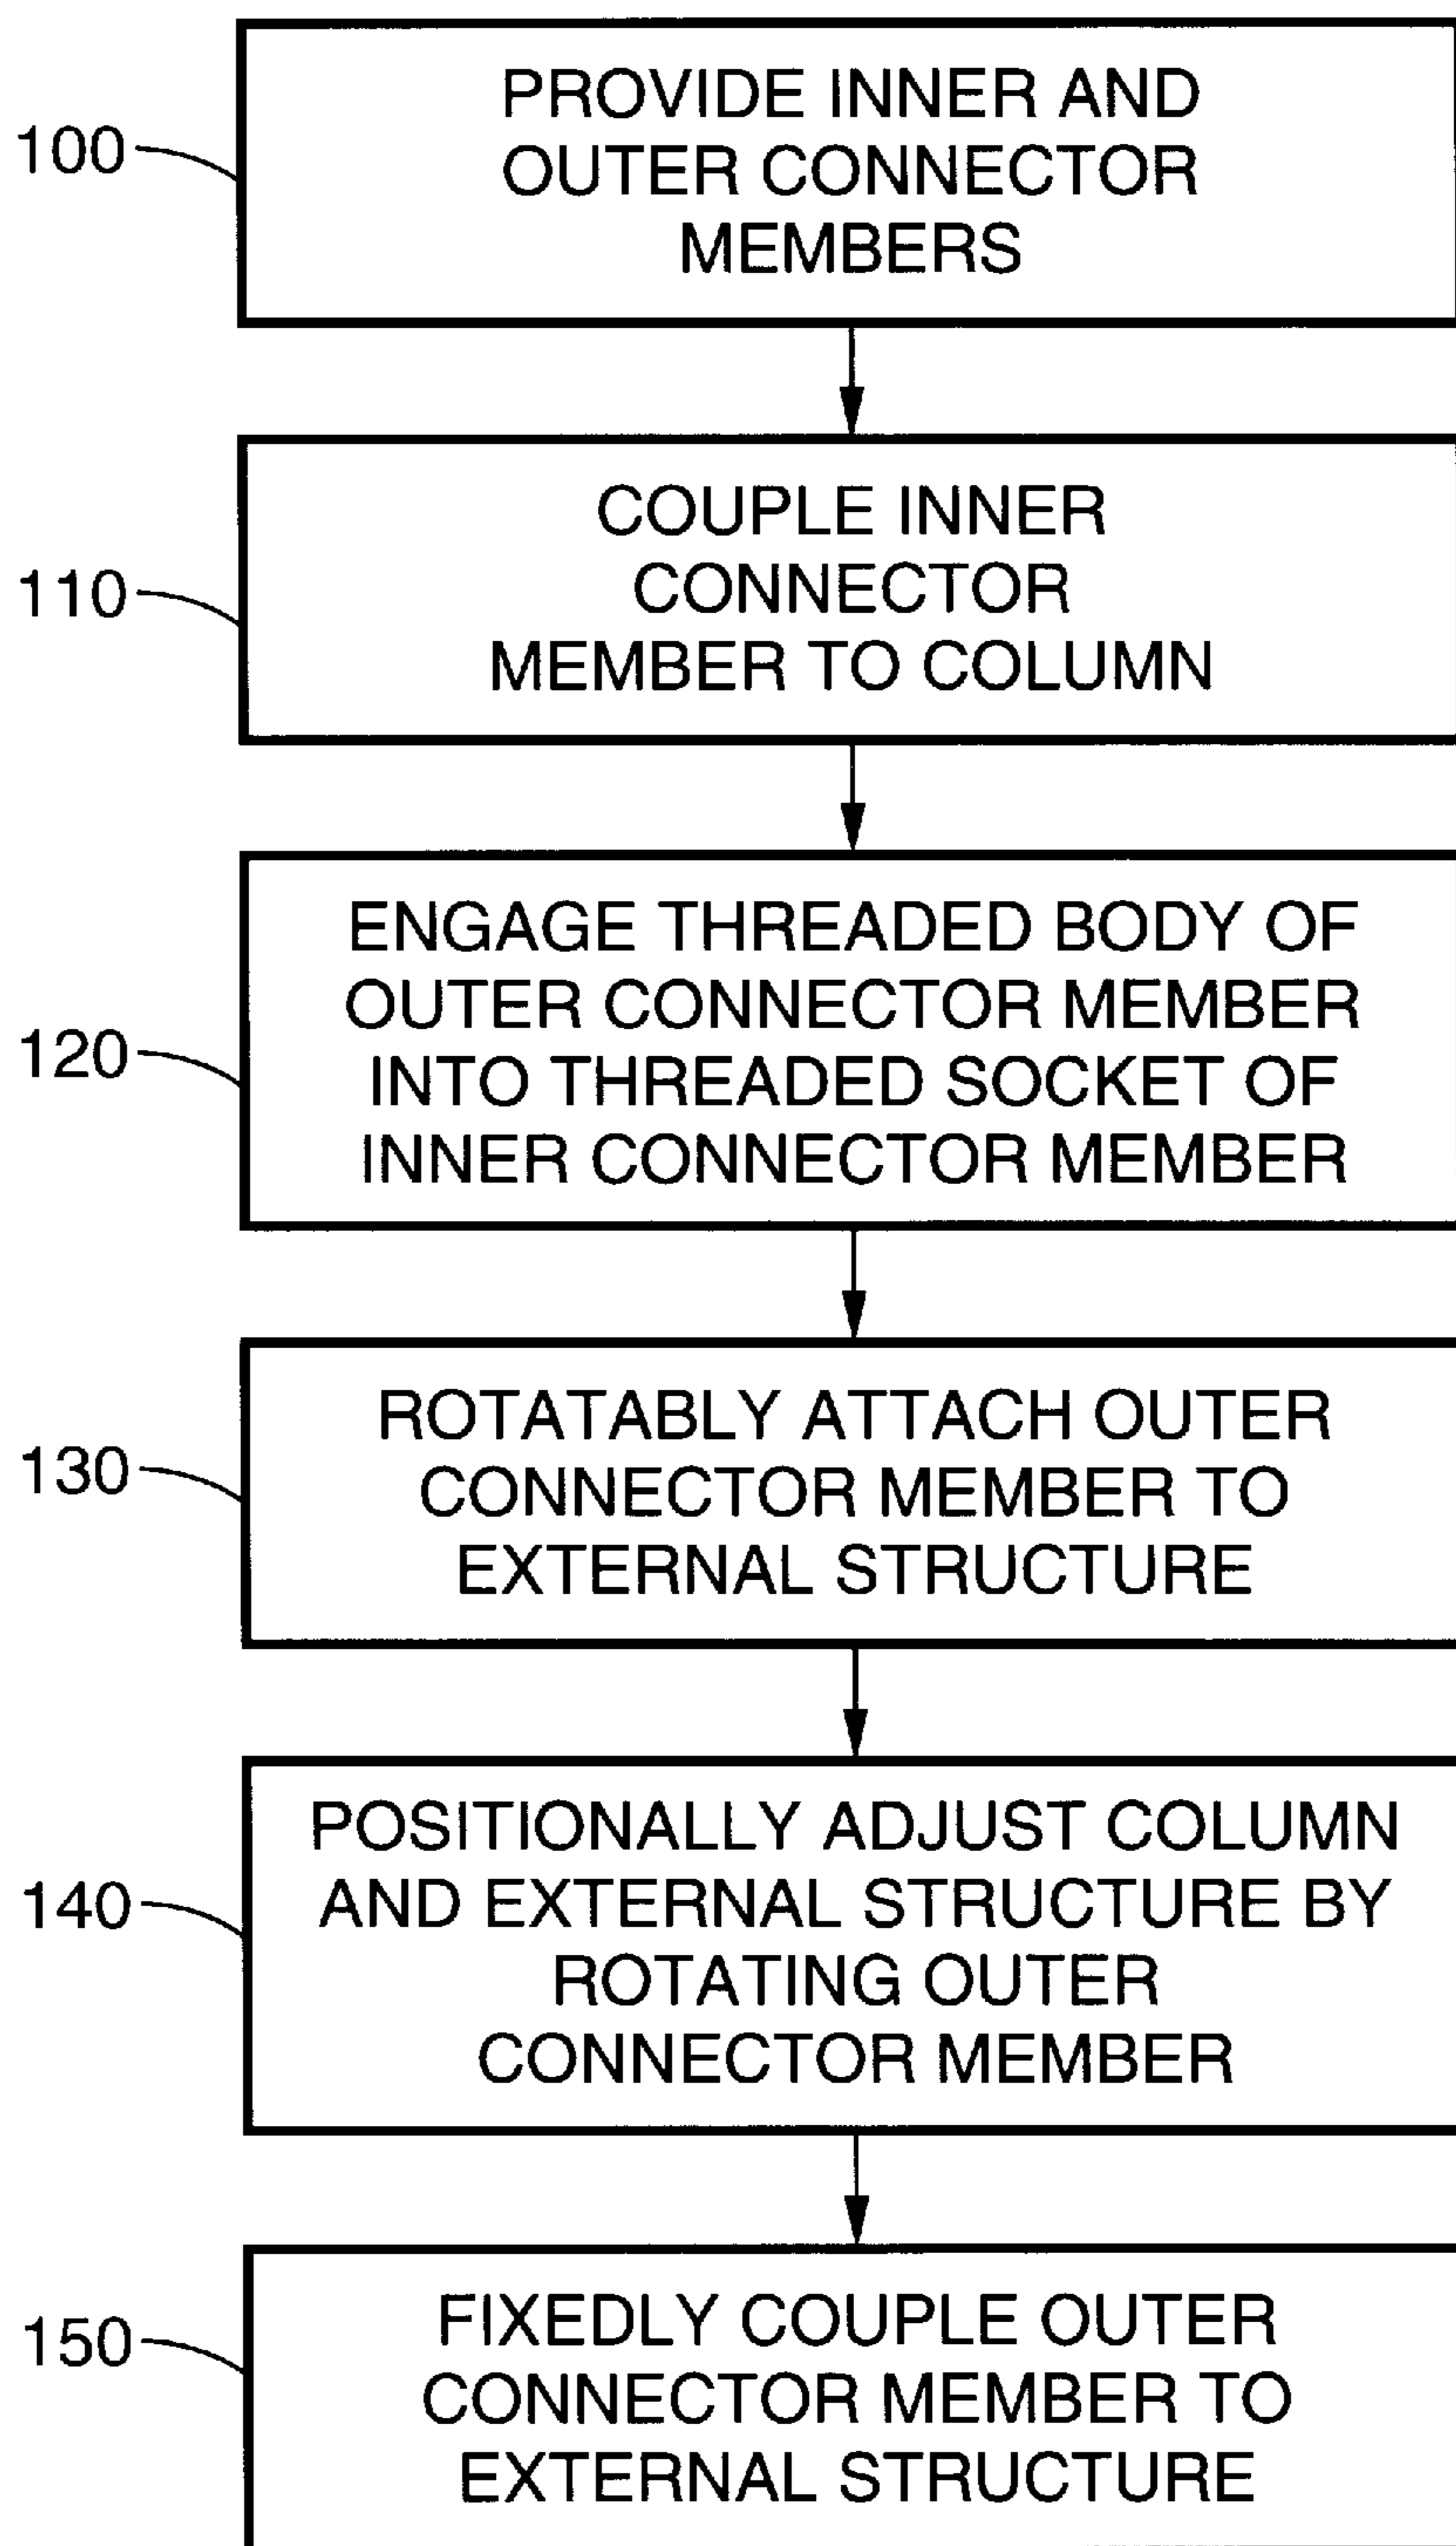 PROVIDE INNER AND
OUTER CONNECTOR
MEMBERS
100
COUPLE INNER
CONNECTOR
MEMBER TO COLUMN
110
ENGAGE THREADED BODY OF
OUTER CONNECTOR MEMBER
INTO THREADED SOCKET OF
INNER CONNECTOR MEMBER
120
ROTATABLY ATTACH OUTER
CONNECTOR MEMBER TO
EXTERNAL STRUCTURE
130
POSITIONALLY ADJUST COLUMN
AND EXTERNAL STRUCTURE BY
ROTATING OUTER
CONNECTOR MEMBER
140
FIXEDLY COUPLE OUTER
CONNECTOR MEMBER TO
EXTERNAL STRUCTURE
150